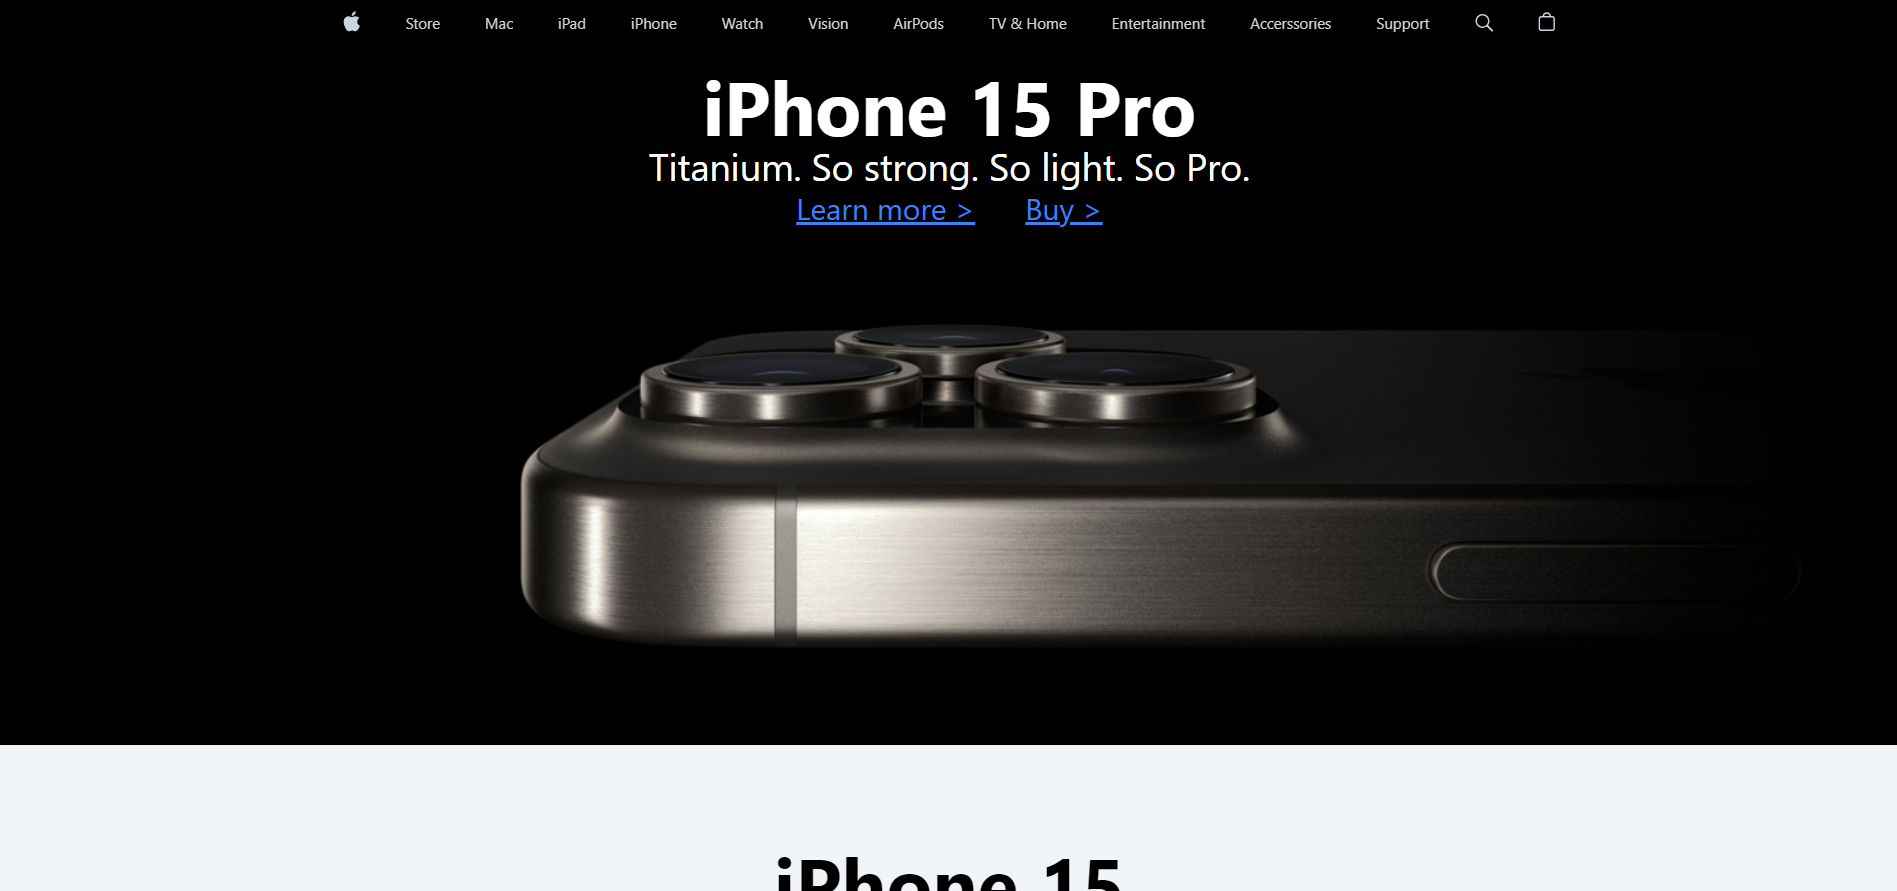 Store Mac iPad iPhone Watch Vision AirPods TV & Home Entertainment Accerssories Support
iPhone 15 Pro
Titanium. So strong. So light. So Pro.
Learn more > Buy >
iPhone 15